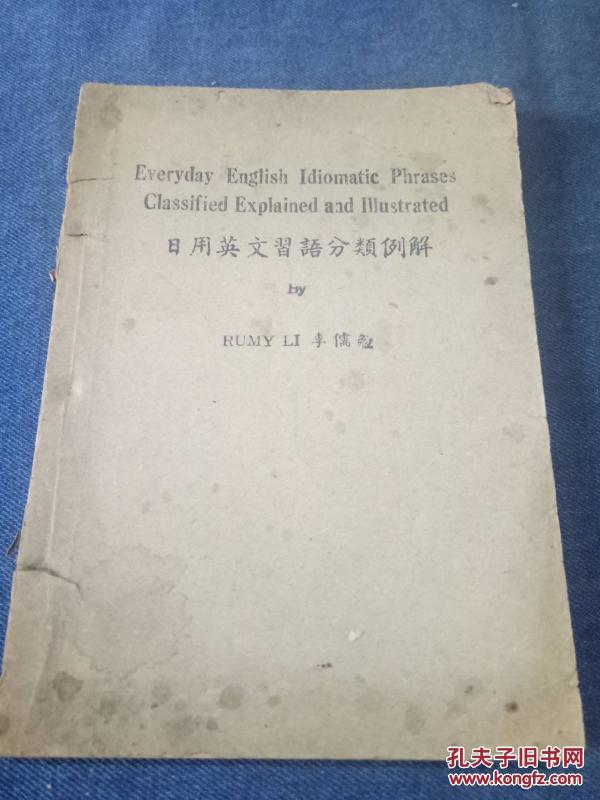 Everyday English Idiomatic Phrases
Classified Explained and Illustrated
日用英文習語分類例解
by
RUMY LI 李儒
孔夫子旧书网
www.kongfz.com